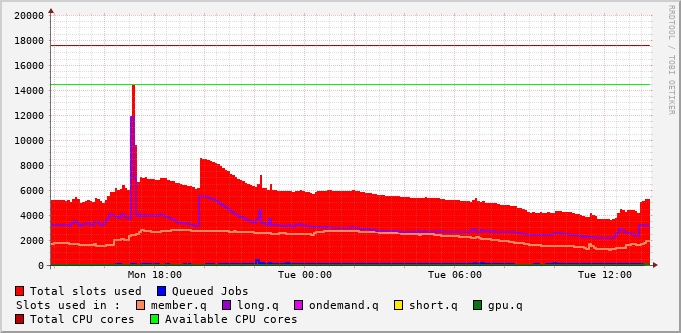 20000
18000
16000
14000
12000
10000
8000
6000
4000
2000
0
Mon 18:00 Tue 00:00 Tue 06:00 Tue 12:00
Total slots used Queued Jobs
Slots used in : member.q long.q ondemand.q short.q gpu.q
Total CPU cores Available CPU cores
RRDTOOL / TOBI OETIKER